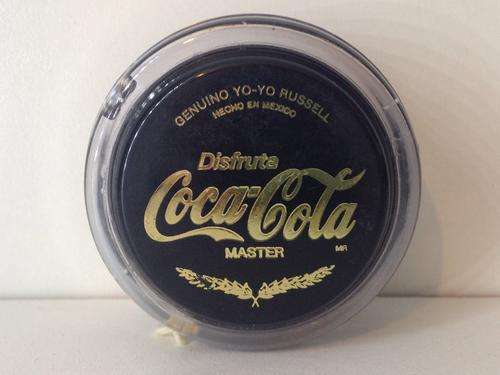 GENUINO YO-YO RUSSELL
HECHO EN MEXICO
Disfruta
Coca-Cola
MASTER
MR